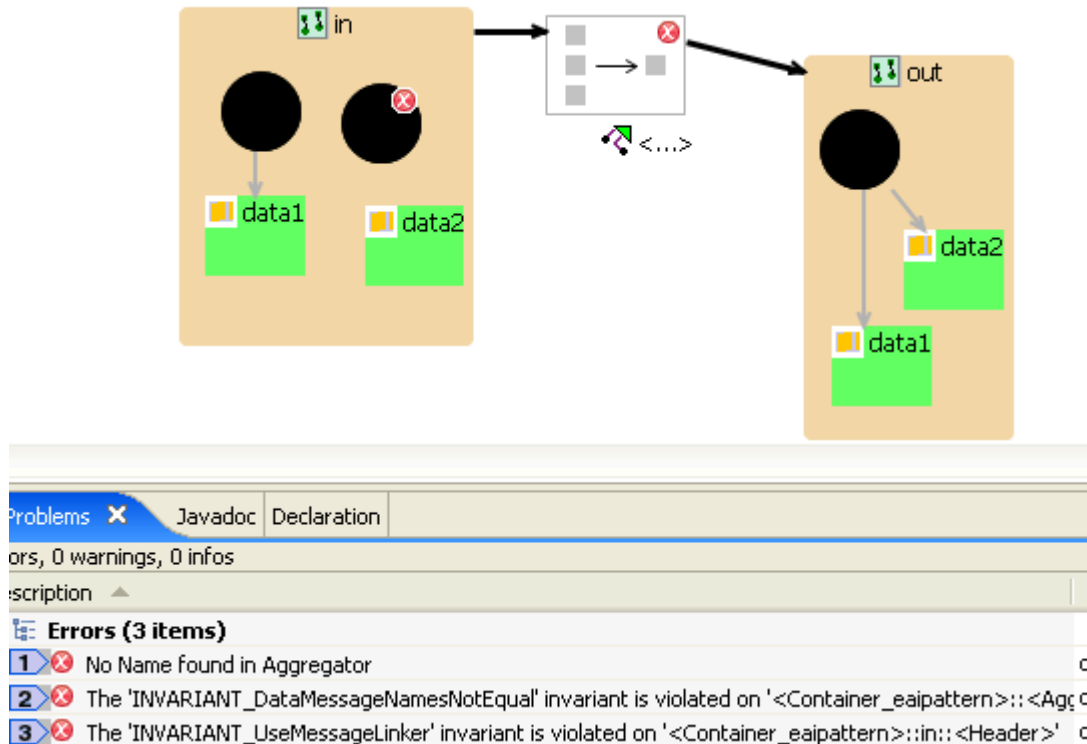 in
out
<...>
data1
data2
data2
data1
Problems
Javadoc
Declaration
ors, 0 warnings, 0 infos
escription
Errors (3 items)
1 No Name found in Aggregator
2 The 'INVARIANT_DataMessageNamesNotEqual' invariant is violated on '<Container_eaipattern>::<Agg
3 The 'INVARIANT_UseMessageLinker' invariant is violated on '<Container_eaipattern>::in::<Header>'